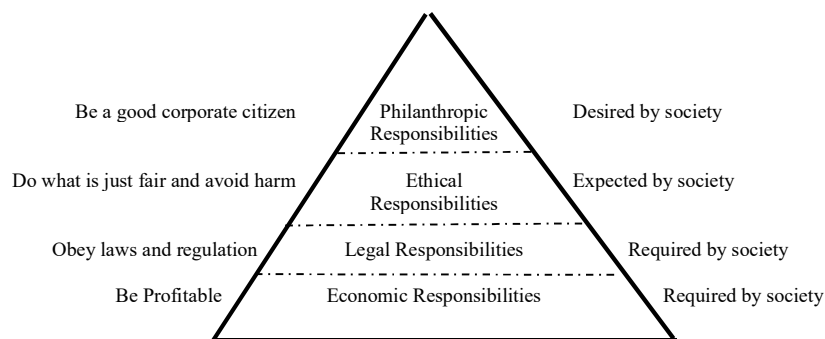 Be a good corporate citizen
Philanthropic
Responsibilities
Desired by society
Do what is just fair and avoid harm
Ethical
Responsibilities
Expected by society
Obey laws and regulation
Legal Responsibilities
Required by society
Be Profitable
Economic Responsibilities
Required by society